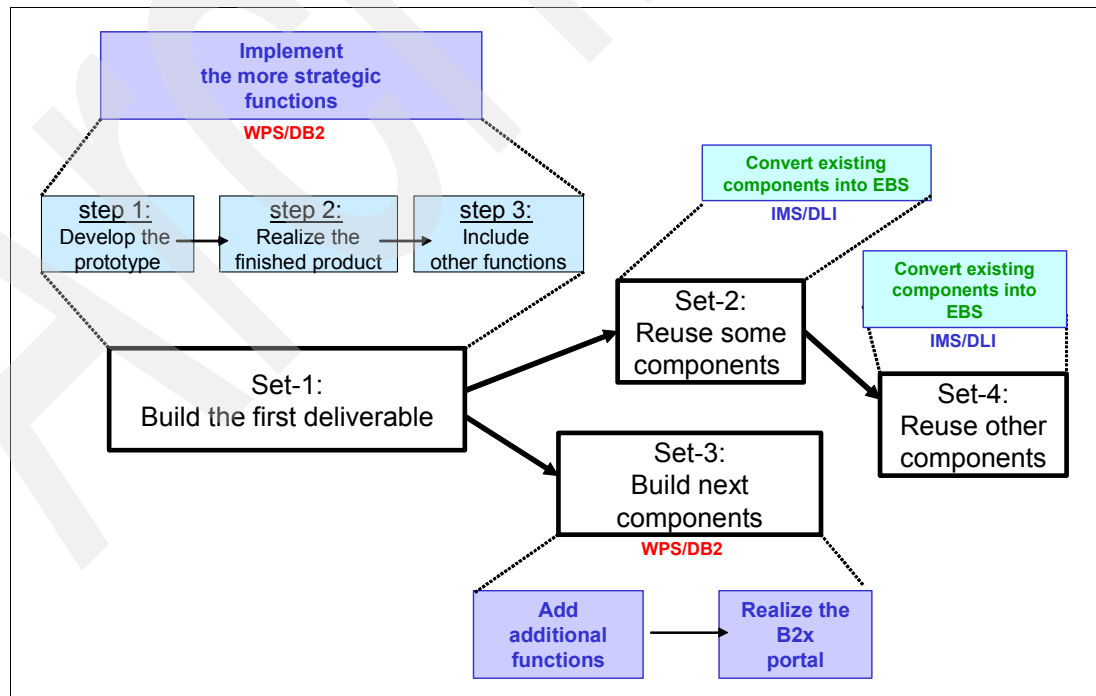 Implement
the more strategic
functions
WPS/DB2
step 1:
Develop the
prototype
step 2:
Realize the
finished product
step 3:
Include
other functions
Convert existing
components into EBS
IMS/DLI
Convert existing
components into
EBS
IMS/DLI
Set-1:
Build the first deliverable
Set-2:
Reuse some
components
Set-4:
Reuse other
components
Set-3:
Build next
components
WPS/DB2
Add
additional
functions
Realize the
B2x
portal